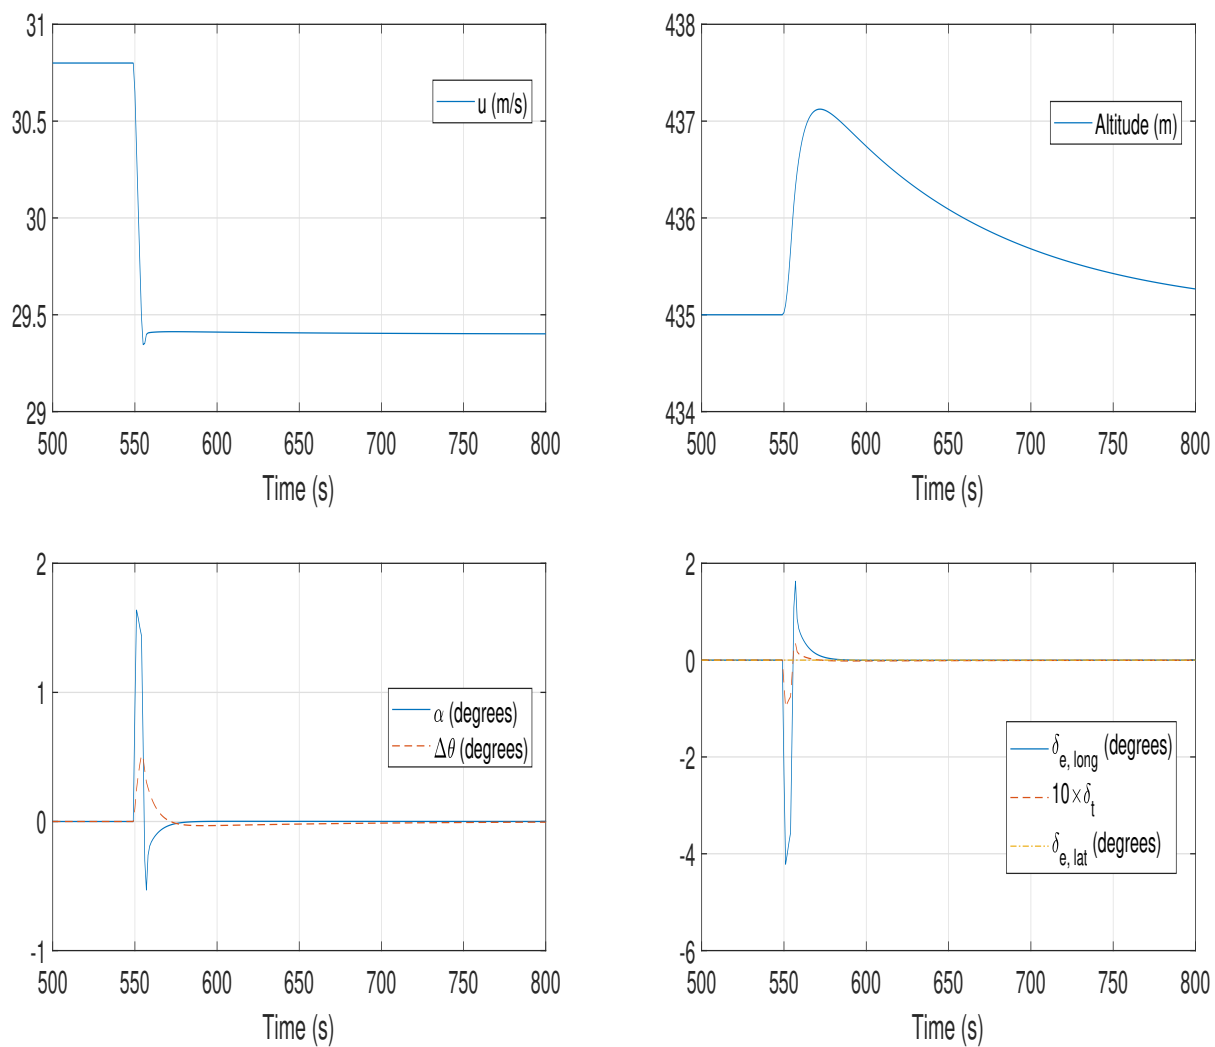 31
30.5
30
29.5
29
500 550 600 650 700 750 800
Time (s)
u (m/s)
438
437
436
435
434
500 550 600 650 700 750 800
Time (s)
Altitude (m)
2
1
0
-1
500 550 600 650 700 750 800
Time (s)
α (degrees)
Δθ (degrees)
2
0
-2
-4
-6
500 550 600 650 700 750 800
Time (s)
δe, long (degrees)
10×δt
δe, lat (degrees)